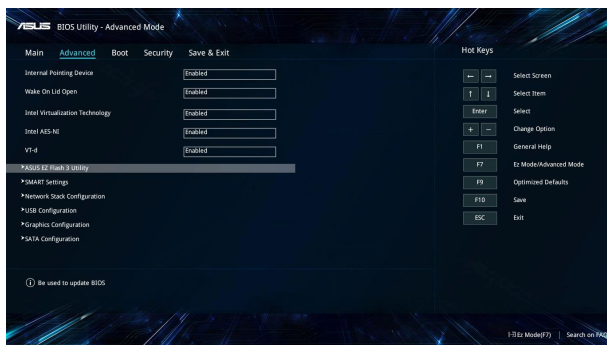 ASUS BIOS Utility - Advanced Mode
Main Advanced Boot Security Save & Exit
Internal Pointing Device Enabled
Wake On Lid Open Enabled
Intel Virtualization Technology Enabled
Intel AES-NI Enabled
VT-d Enabled
ASUS EZ Flash 3 Utility
SMART Settings
Network Stack Configuration
USB Configuration
Graphics Configuration
SATA Configuration
Be used to update BIOS
Hot Keys
← → Select Screen
↑ ↓ Select Item
Enter Select
+ − Change Option
F1 General Help
F7 Ez Mode/Advanced Mode
F9 Optimized Defaults
F10 Save
ESC Exit
Ez Mode(F7) | Search on FAQ